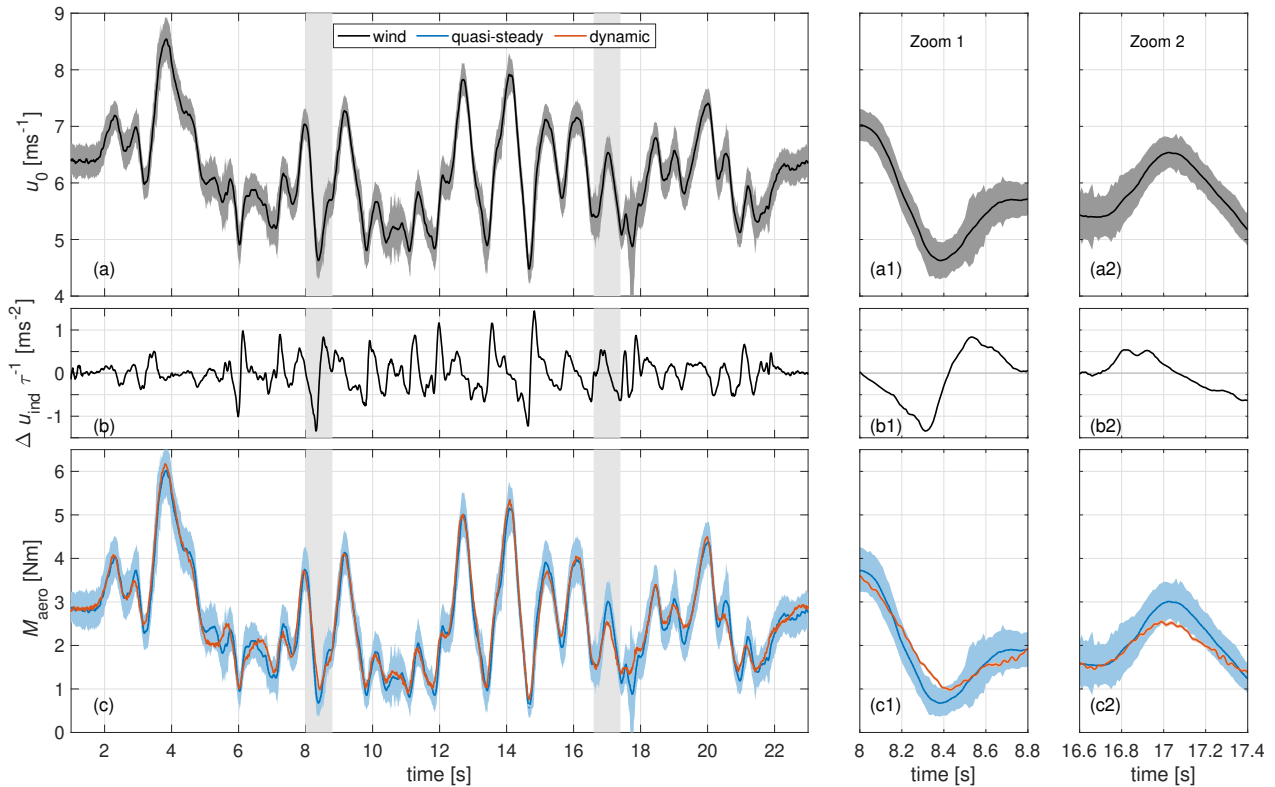 wind quasi-steady dynamic
Zoom 1
Zoom 2
u0 [ms-1]
9
8
7
6
5
4
(a)
(a1)
(a2)
Δ uind τ-1 [ms-2]
1
0
-1
(b)
(b1)
(b2)
Maero [Nm]
6
5
4
3
2
1
0
(c)
(c1)
(c2)
2 4 6 8 10 12 14 16 18 20 22
8 8.2 8.4 8.6 8.8
16.6 16.8 17 17.2 17.4
time [s]
time [s]
time [s]